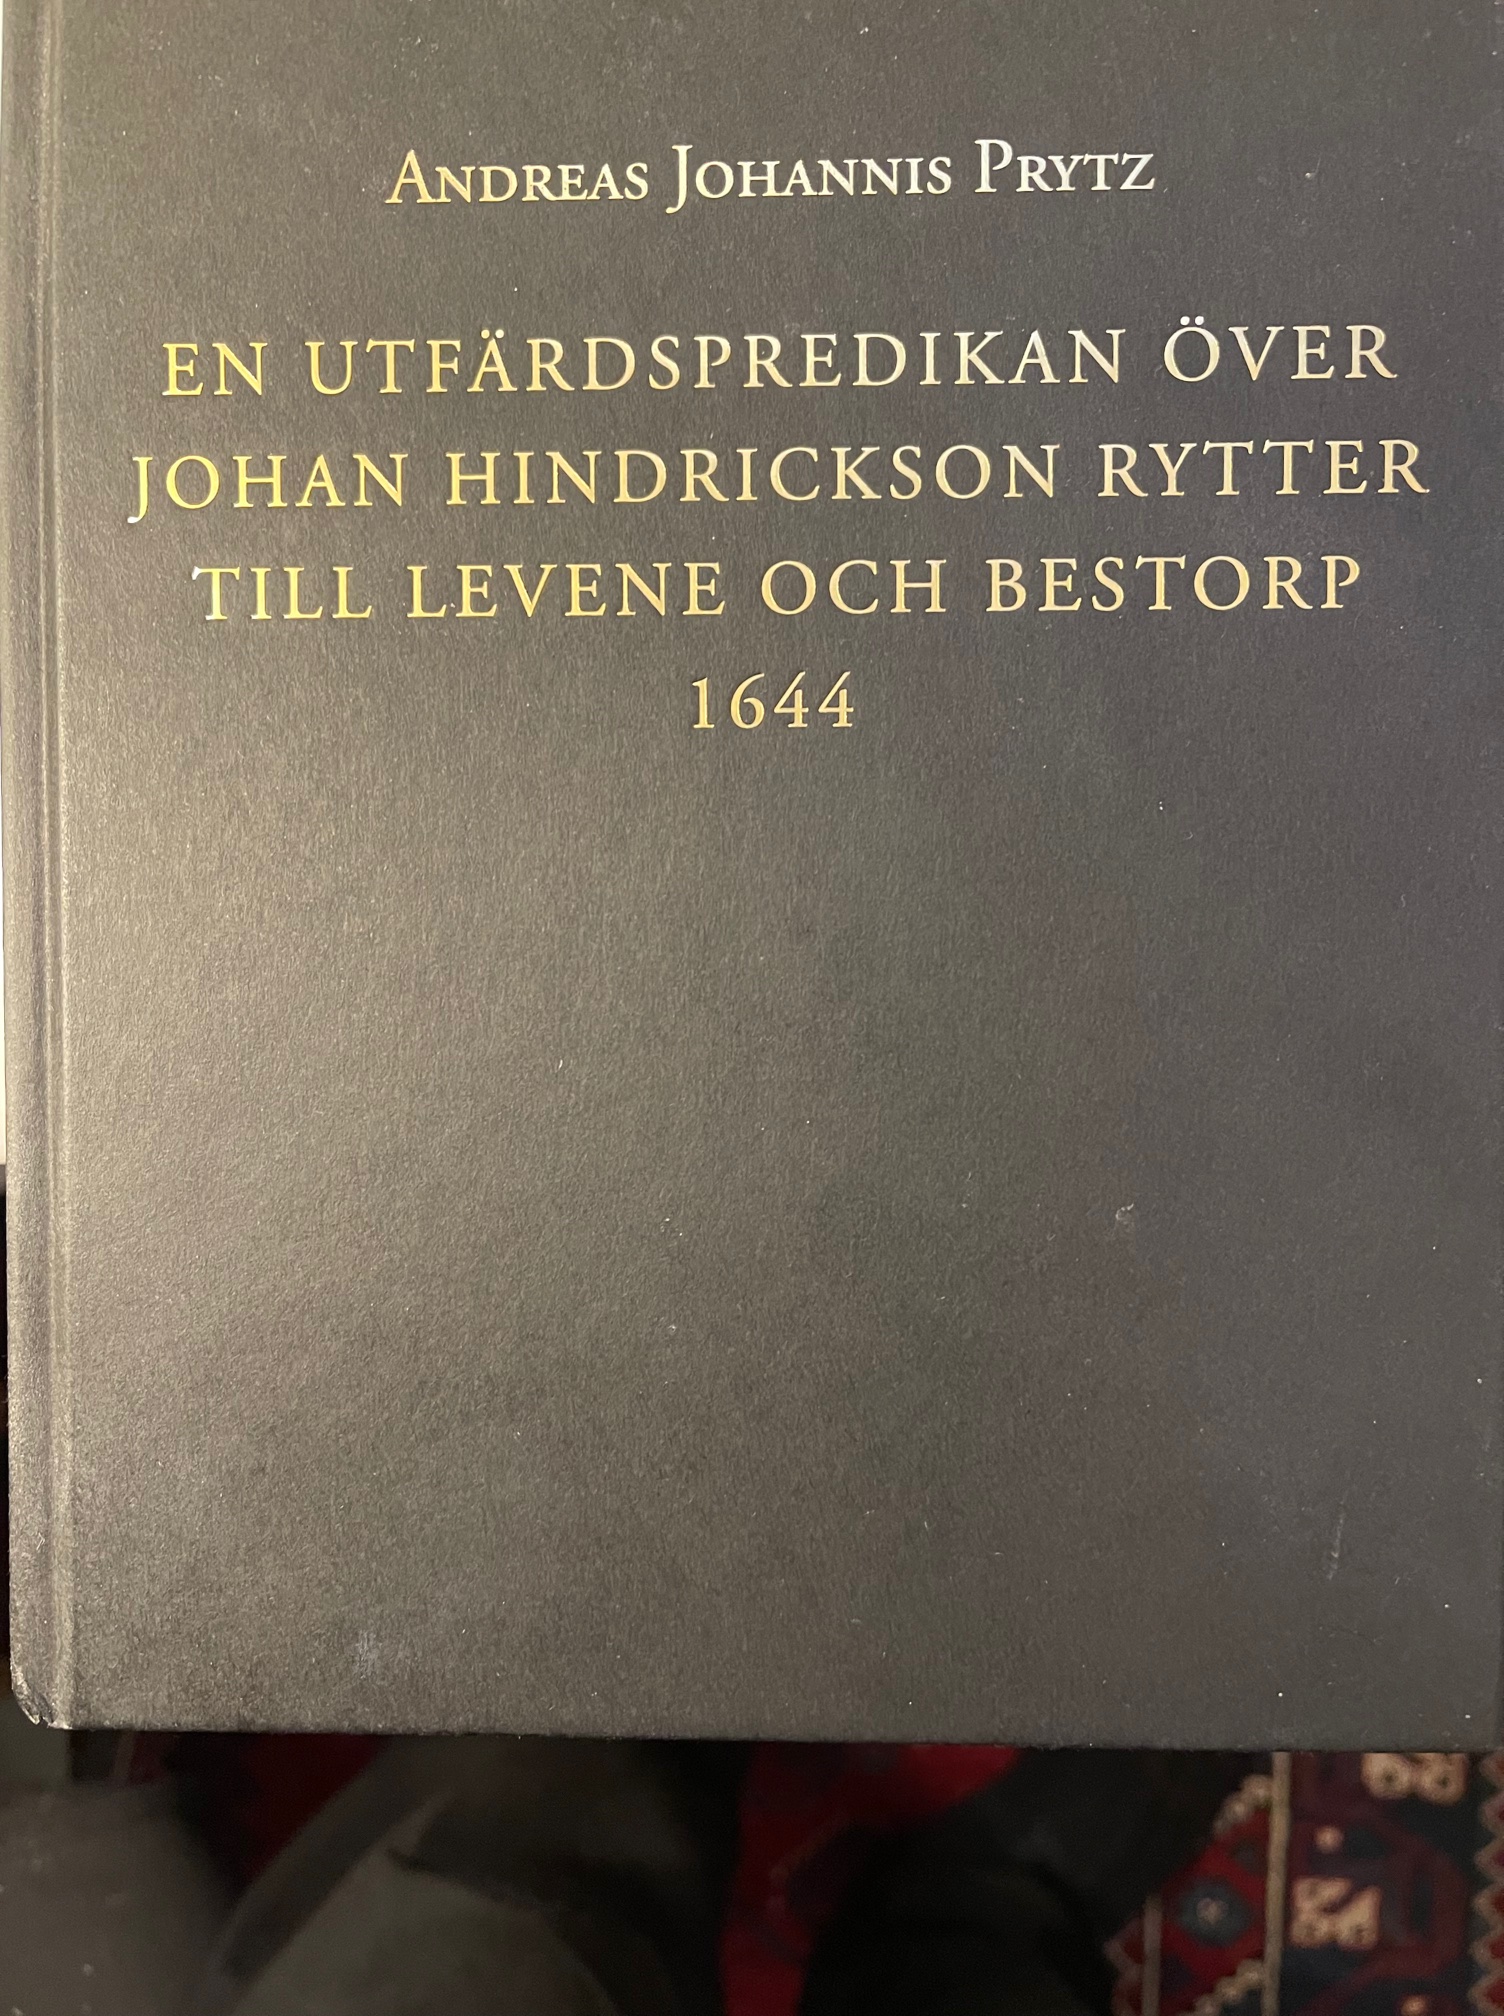 ANDREAS JOHANNIS PRYTZ
EN UTFÄRDSPREDIKAN ÖVER
JOHAN HINDRICKSON RYTTER
TILL LEVENE OCH BESTORP
1644